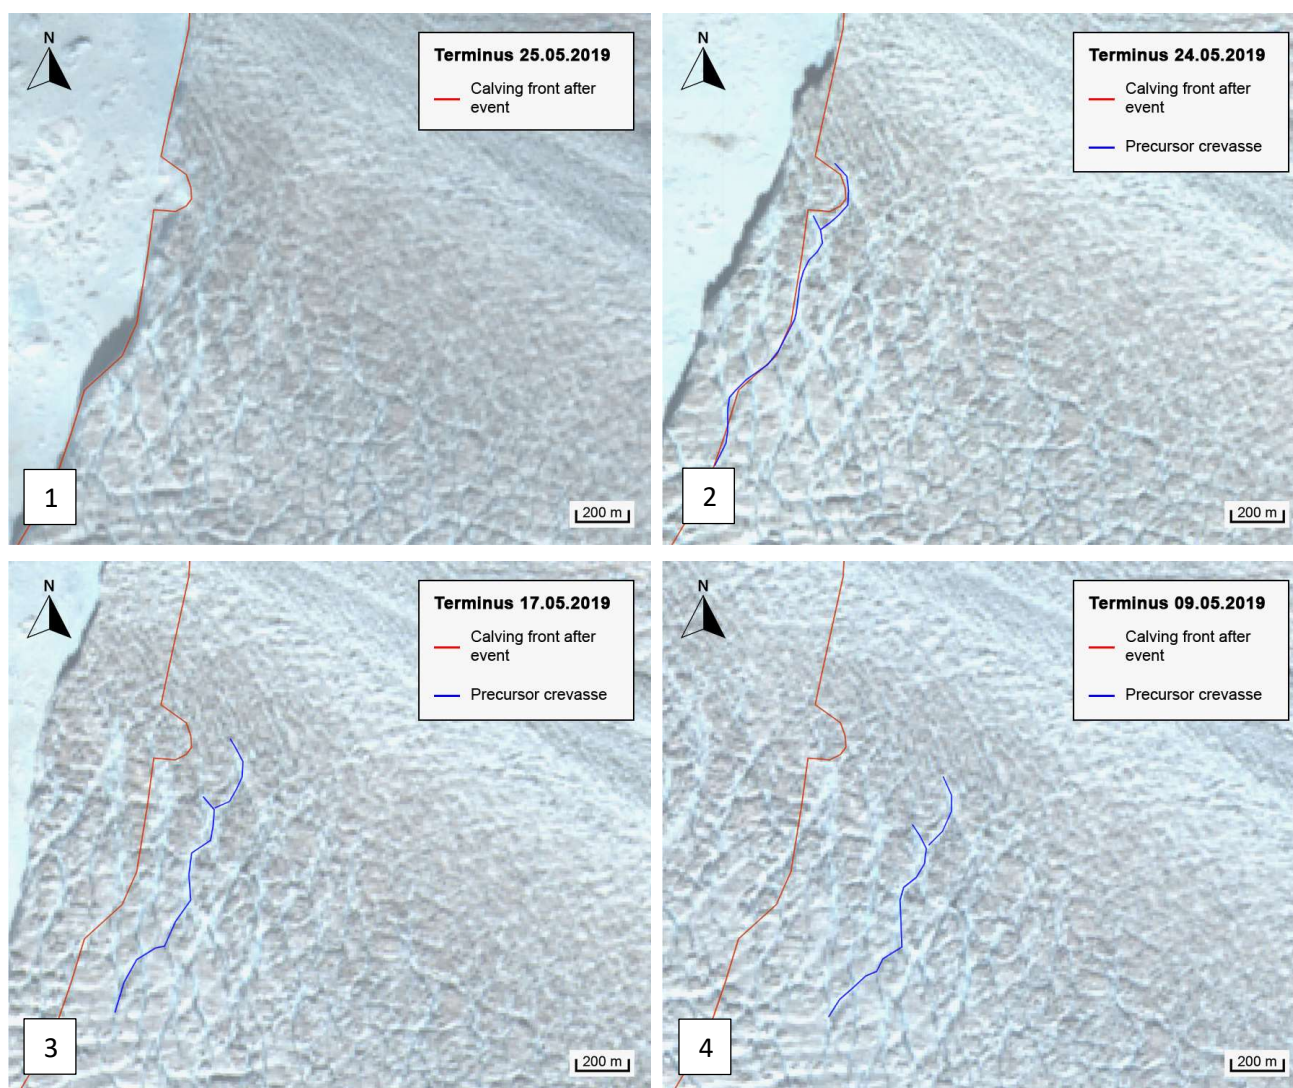 N
Terminus 25.05.2019
Calving front after
event
1
200 m
N
Terminus 24.05.2019
Calving front after
event
Precursor crevasse
2
200 m
N
Terminus 17.05.2019
Calving front after
event
Precursor crevasse
3
200 m
N
Terminus 09.05.2019
Calving front after
event
Precursor crevasse
4
200 m